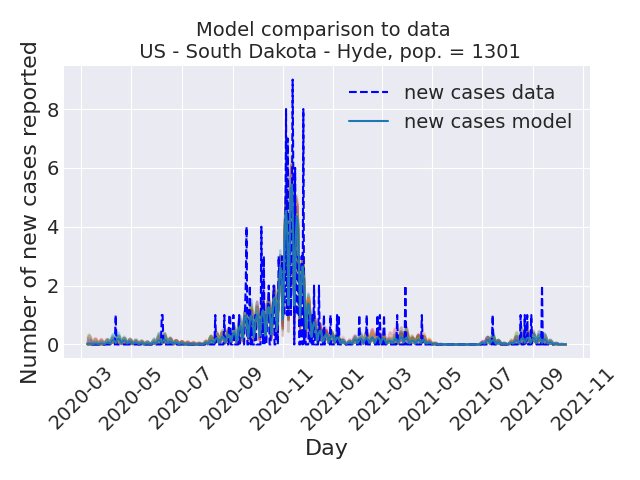 Model comparison to data
US - South Dakota - Hyde, pop. = 1301
Number of new cases reported
8
6
4
2
0
new cases data
new cases model
2020-03
2020-05
2020-07
2020-09
2020-11
2021-01
2021-03
2021-05
2021-07
2021-09
2021-11
Day